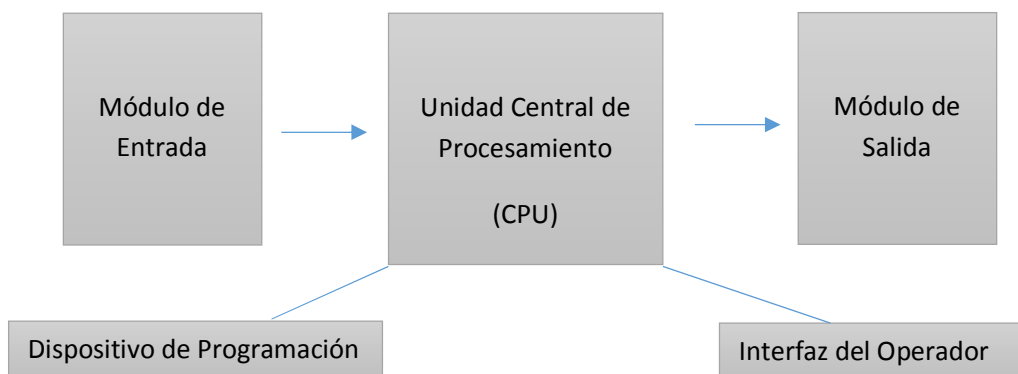 Módulo de
Entrada
Unidad Central de
Procesamiento
(CPU)
Módulo de
Salida
Dispositivo de Programación
Interfaz del Operador